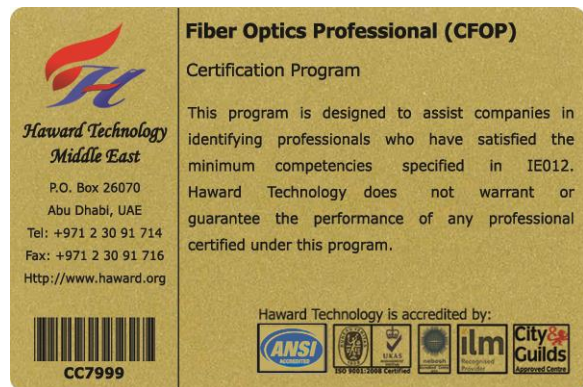 Haward Technology
Middle East
P.O. Box 26070
Abu Dhabi, UAE
Tel: +971 2 30 91 714
Fax: +971 2 30 91 716
Http://www.haward.org
CC7999
Fiber Optics Professional (CFOP)
Certification Program
This program is designed to assist companies in
identifying professionals who have satisfied the
minimum competencies specified in IE012.
Haward Technology does not warrant or
guarantee the performance of any professional
certified under this program.
Haward Technology is accredited by:
ANSI
ISO 9001:2008 Certified
UKAS
nebosh
ilm
Recognised
Provider
City&
Guilds
Approved Centre